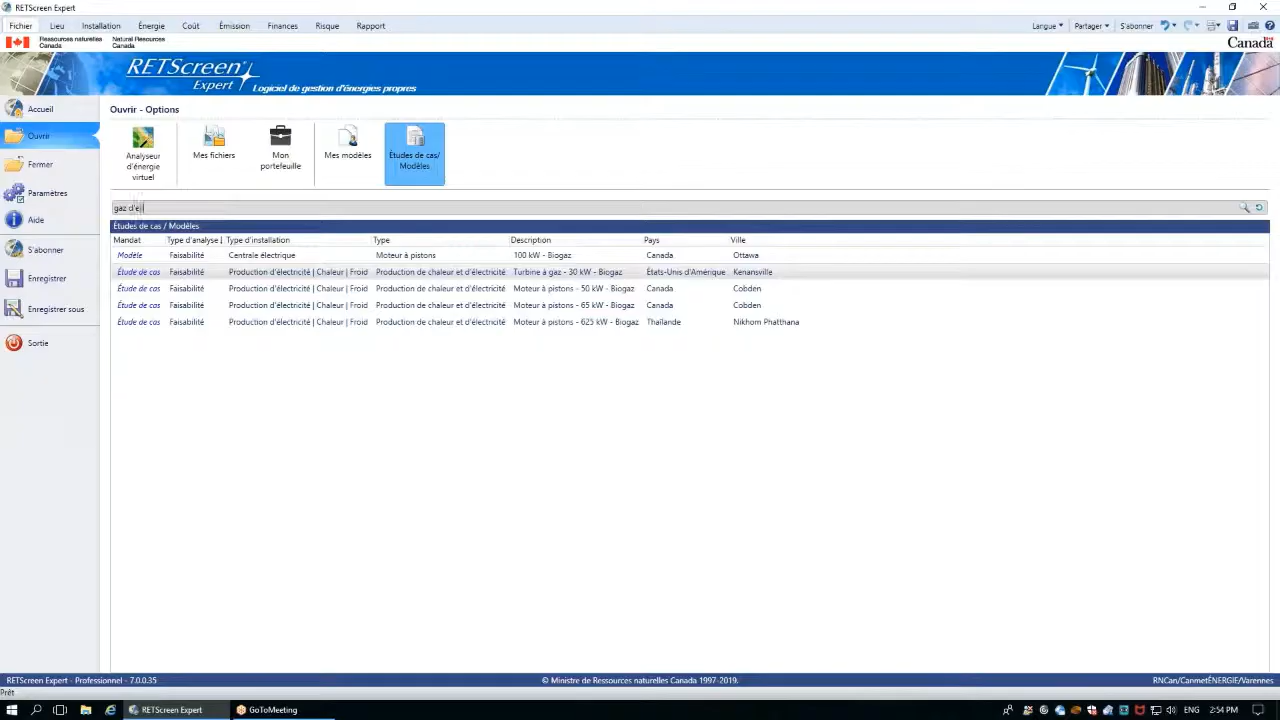 RETScreen Expert
Fichier Lieu Installation Énergie Coût Émission Finances Risque Rapport Langue Partager S'abonner
Ressources naturelles Canada
Natural Resources Canada
Canada
RETScreen
Expert
Logiciel de gestion d'énergies propres
Accueil
Ouvrir
Fermer
Paramètres
Aide
S'abonner
Enregistrer
Enregistrer sous
Sortie
Ouvrir - Options
Analyseur d'énergie virtuel
Mes fichiers
Mon portefeuille
Mes modèles
Études de cas/ Modèles
gaz d'e
Études de cas / Modèles
Mandat Type d'analyse Type d'installation Type Description Pays Ville
Modèle Faisabilité Centrale électrique Moteur à pistons 100 kW - Biogaz Canada Ottawa
Étude de cas Faisabilité Production d'électricité | Chaleur | Froid Production de chaleur et d'électricité Turbine à gaz - 30 kW - Biogaz États-Unis d'Amérique Kenansville
Étude de cas Faisabilité Production d'électricité | Chaleur | Froid Production de chaleur et d'électricité Moteur à pistons - 50 kW - Biogaz Canada Cobden
Étude de cas Faisabilité Production d'électricité | Chaleur | Froid Production de chaleur et d'électricité Moteur à pistons - 65 kW - Biogaz Canada Cobden
Étude de cas Faisabilité Production d'électricité | Chaleur | Froid Production de chaleur et d'électricité Moteur à pistons - 625 kW - Biogaz Thaïlande Nikhom Phatthana
RETScreen Expert - Professionnel - 7.0.0.35 © Ministre de Ressources naturelles Canada 1997-2019. RNCan/CanmetÉNERGIE/Varennes
Prêt
RETScreen Expert GoToMeeting ENG 2:54 PM